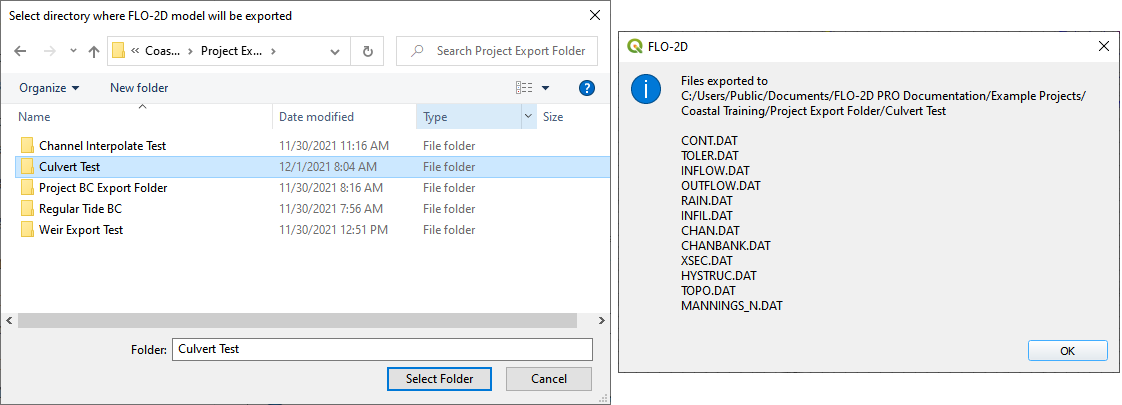 Select directory where FLO-2D model will be exported
« Coas... > Project Ex... >
Search Project Export Folder
Organize
New folder
?
Name Date modified Type Size
Channel Interpolate Test 11/30/2021 11:16 AM File folder
Culvert Test 12/1/2021 8:04 AM File folder
Project BC Export Folder 11/30/2021 8:16 AM File folder
Regular Tide BC 11/30/2021 7:56 AM File folder
Weir Export Test 11/30/2021 12:51 PM File folder
Folder: Culvert Test
Select Folder Cancel
FLO-2D
i
Files exported to
C:/Users/Public/Documents/FLO-2D PRO Documentation/Example Projects/
Coastal Training/Project Export Folder/Culvert Test
CONT.DAT
TOLER.DAT
INFLOW.DAT
OUTFLOW.DAT
RAIN.DAT
INFIL.DAT
CHAN.DAT
CHANBANK.DAT
XSEC.DAT
HYSTRUC.DAT
TOPO.DAT
MANNINGS_N.DAT
OK